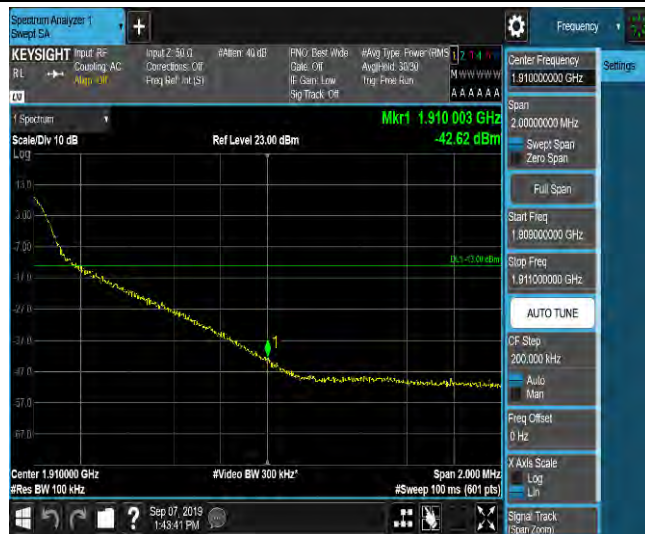 Spectrum Analyzer 1
Swept SA
Frequency
KEYSIGHT Input: RF
RL
Coupling: AC
Align: Off
Input Z: 50 Ω
Corrections: Off
Freq Ref: Int (S)
#Atten: 40 dB
PNO: Best Wide
Gate: Off
IF Gain: Low
Sig Track: Off
#Avg Type: Power (RMS
Avg|Hold: 30/30
Trig: Free Run
A A A A A A
LV
1 Spectrum
Scale/Div 10 dB
Ref Level 23.00 dBm
Mkr1 1.910 003 GHz
-42.62 dBm
Log
13.0
3.00
-7.00
-17.0
-27.0
-37.0
-47.0
-57.0
-67.0
DL1 -13.00 dBm
1
Center 1.910000 GHz
#Video BW 300 kHz*
Span 2.000 MHz
#Res BW 100 kHz
#Sweep 100 ms (601 pts)
Sep 07, 2019
1:43:41 PM
?
Center Frequency
1.910000000 GHz
Settings
Span
2.00000000 MHz
Swept Span
Zero Span
Full Span
Start Freq
1.909000000 GHz
Stop Freq
1.911000000 GHz
AUTO TUNE
CF Step
200.000 kHz
Auto
Man
Freq Offset
0 Hz
X Axis Scale
Log
Lin
Signal Track
(Span Zoom)